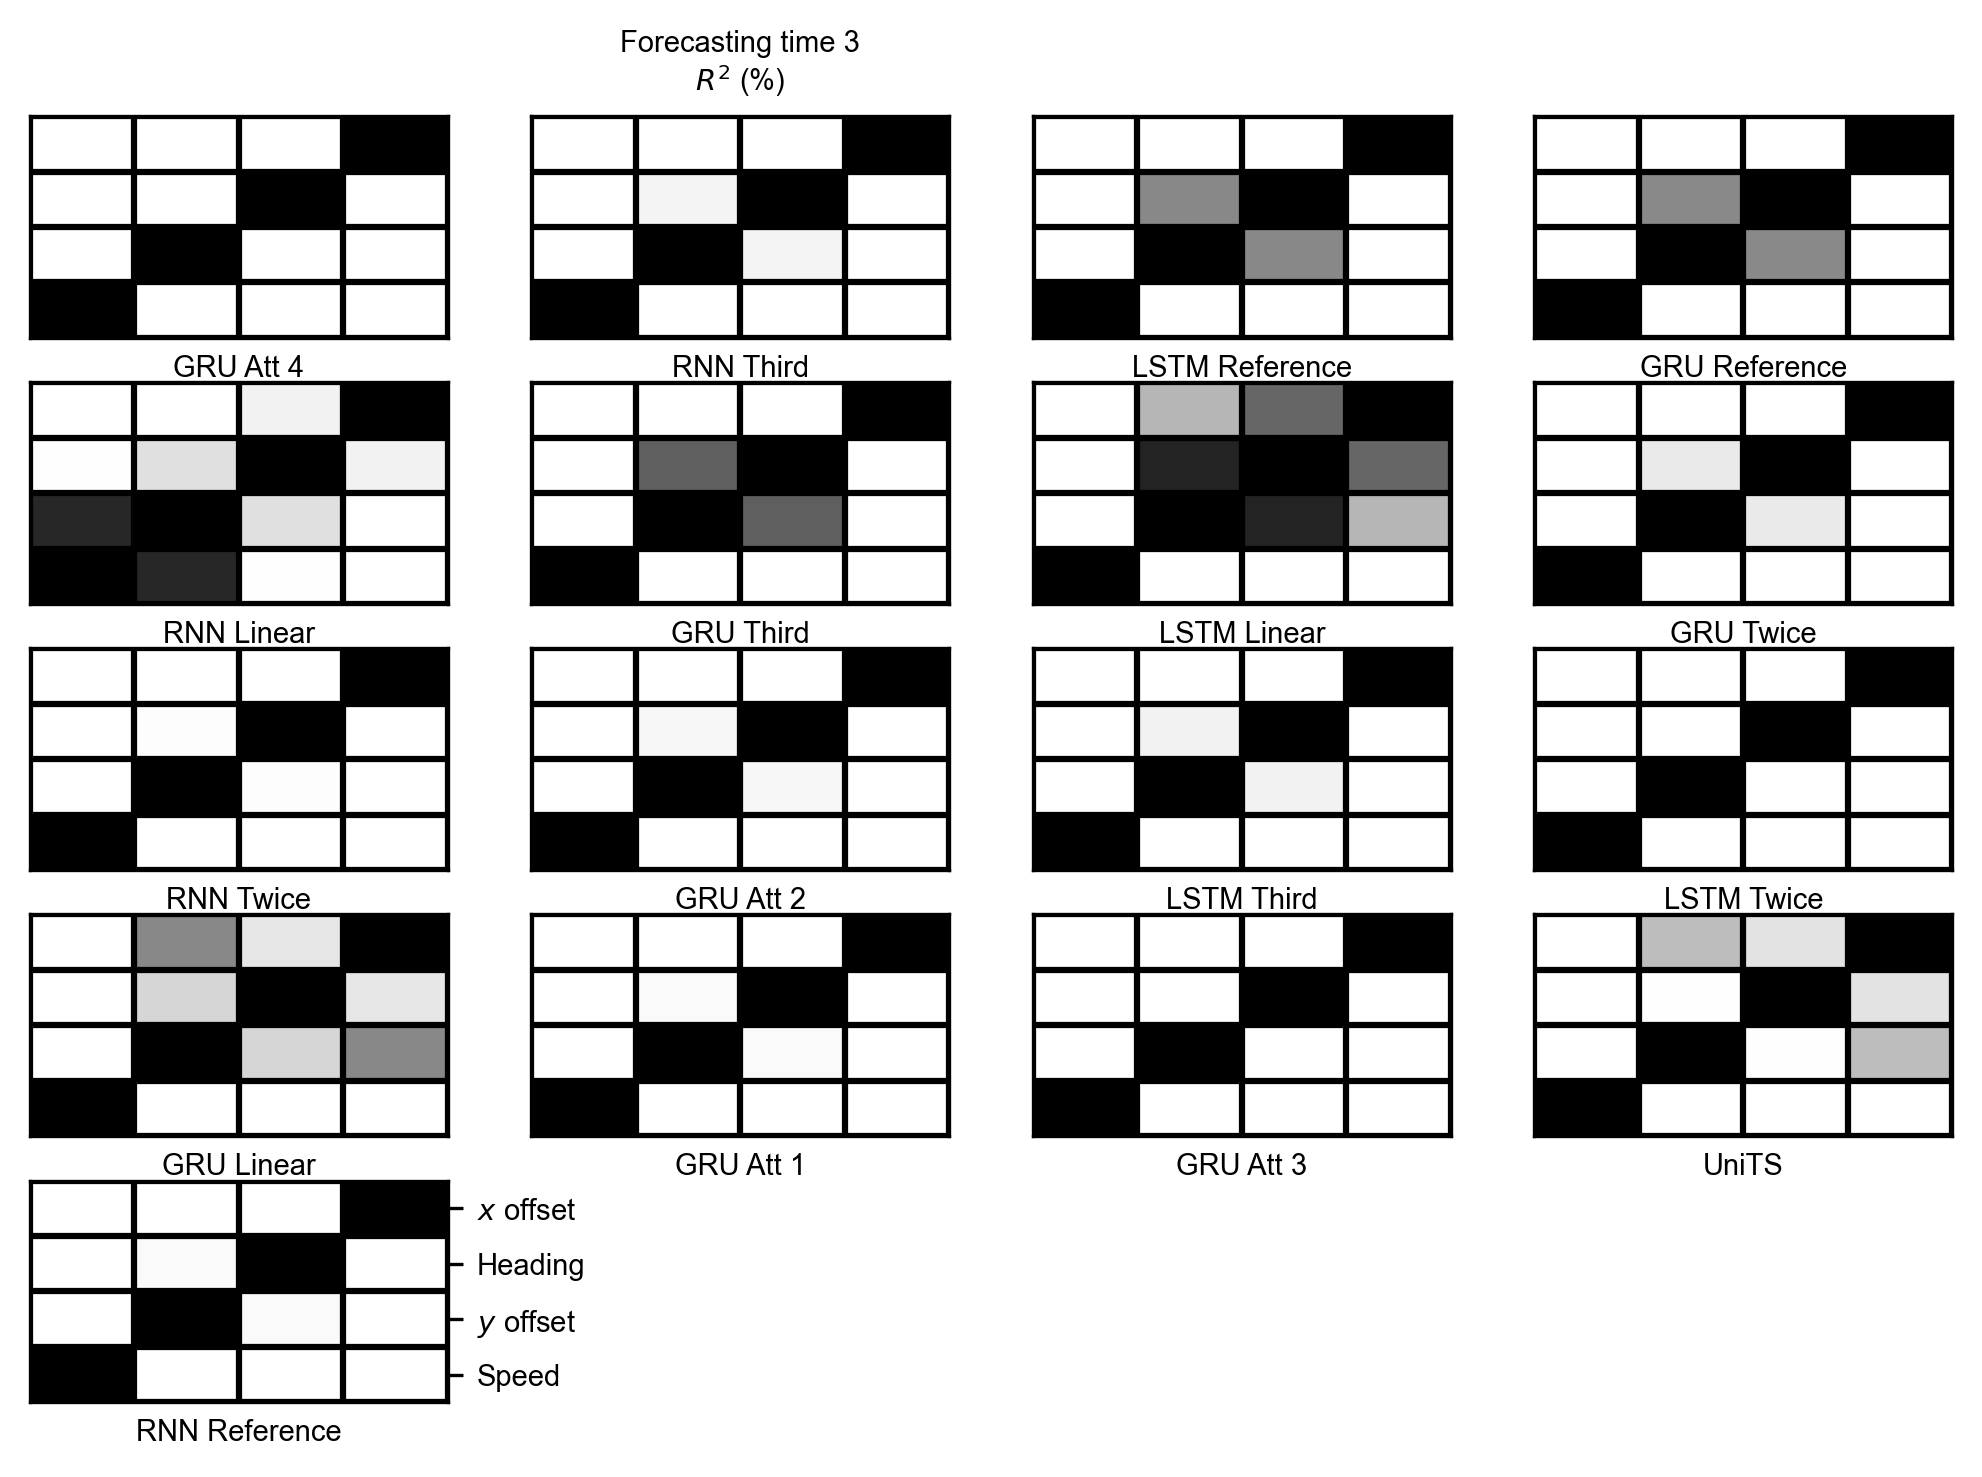 Forecasting time 3
R² (%)
GRU Att 4
RNN Third
LSTM Reference
GRU Reference
RNN Linear
GRU Third
LSTM Linear
GRU Twice
RNN Twice
GRU Att 2
LSTM Third
LSTM Twice
GRU Linear
GRU Att 1
GRU Att 3
UniTS
x offset
Heading
y offset
Speed
RNN Reference